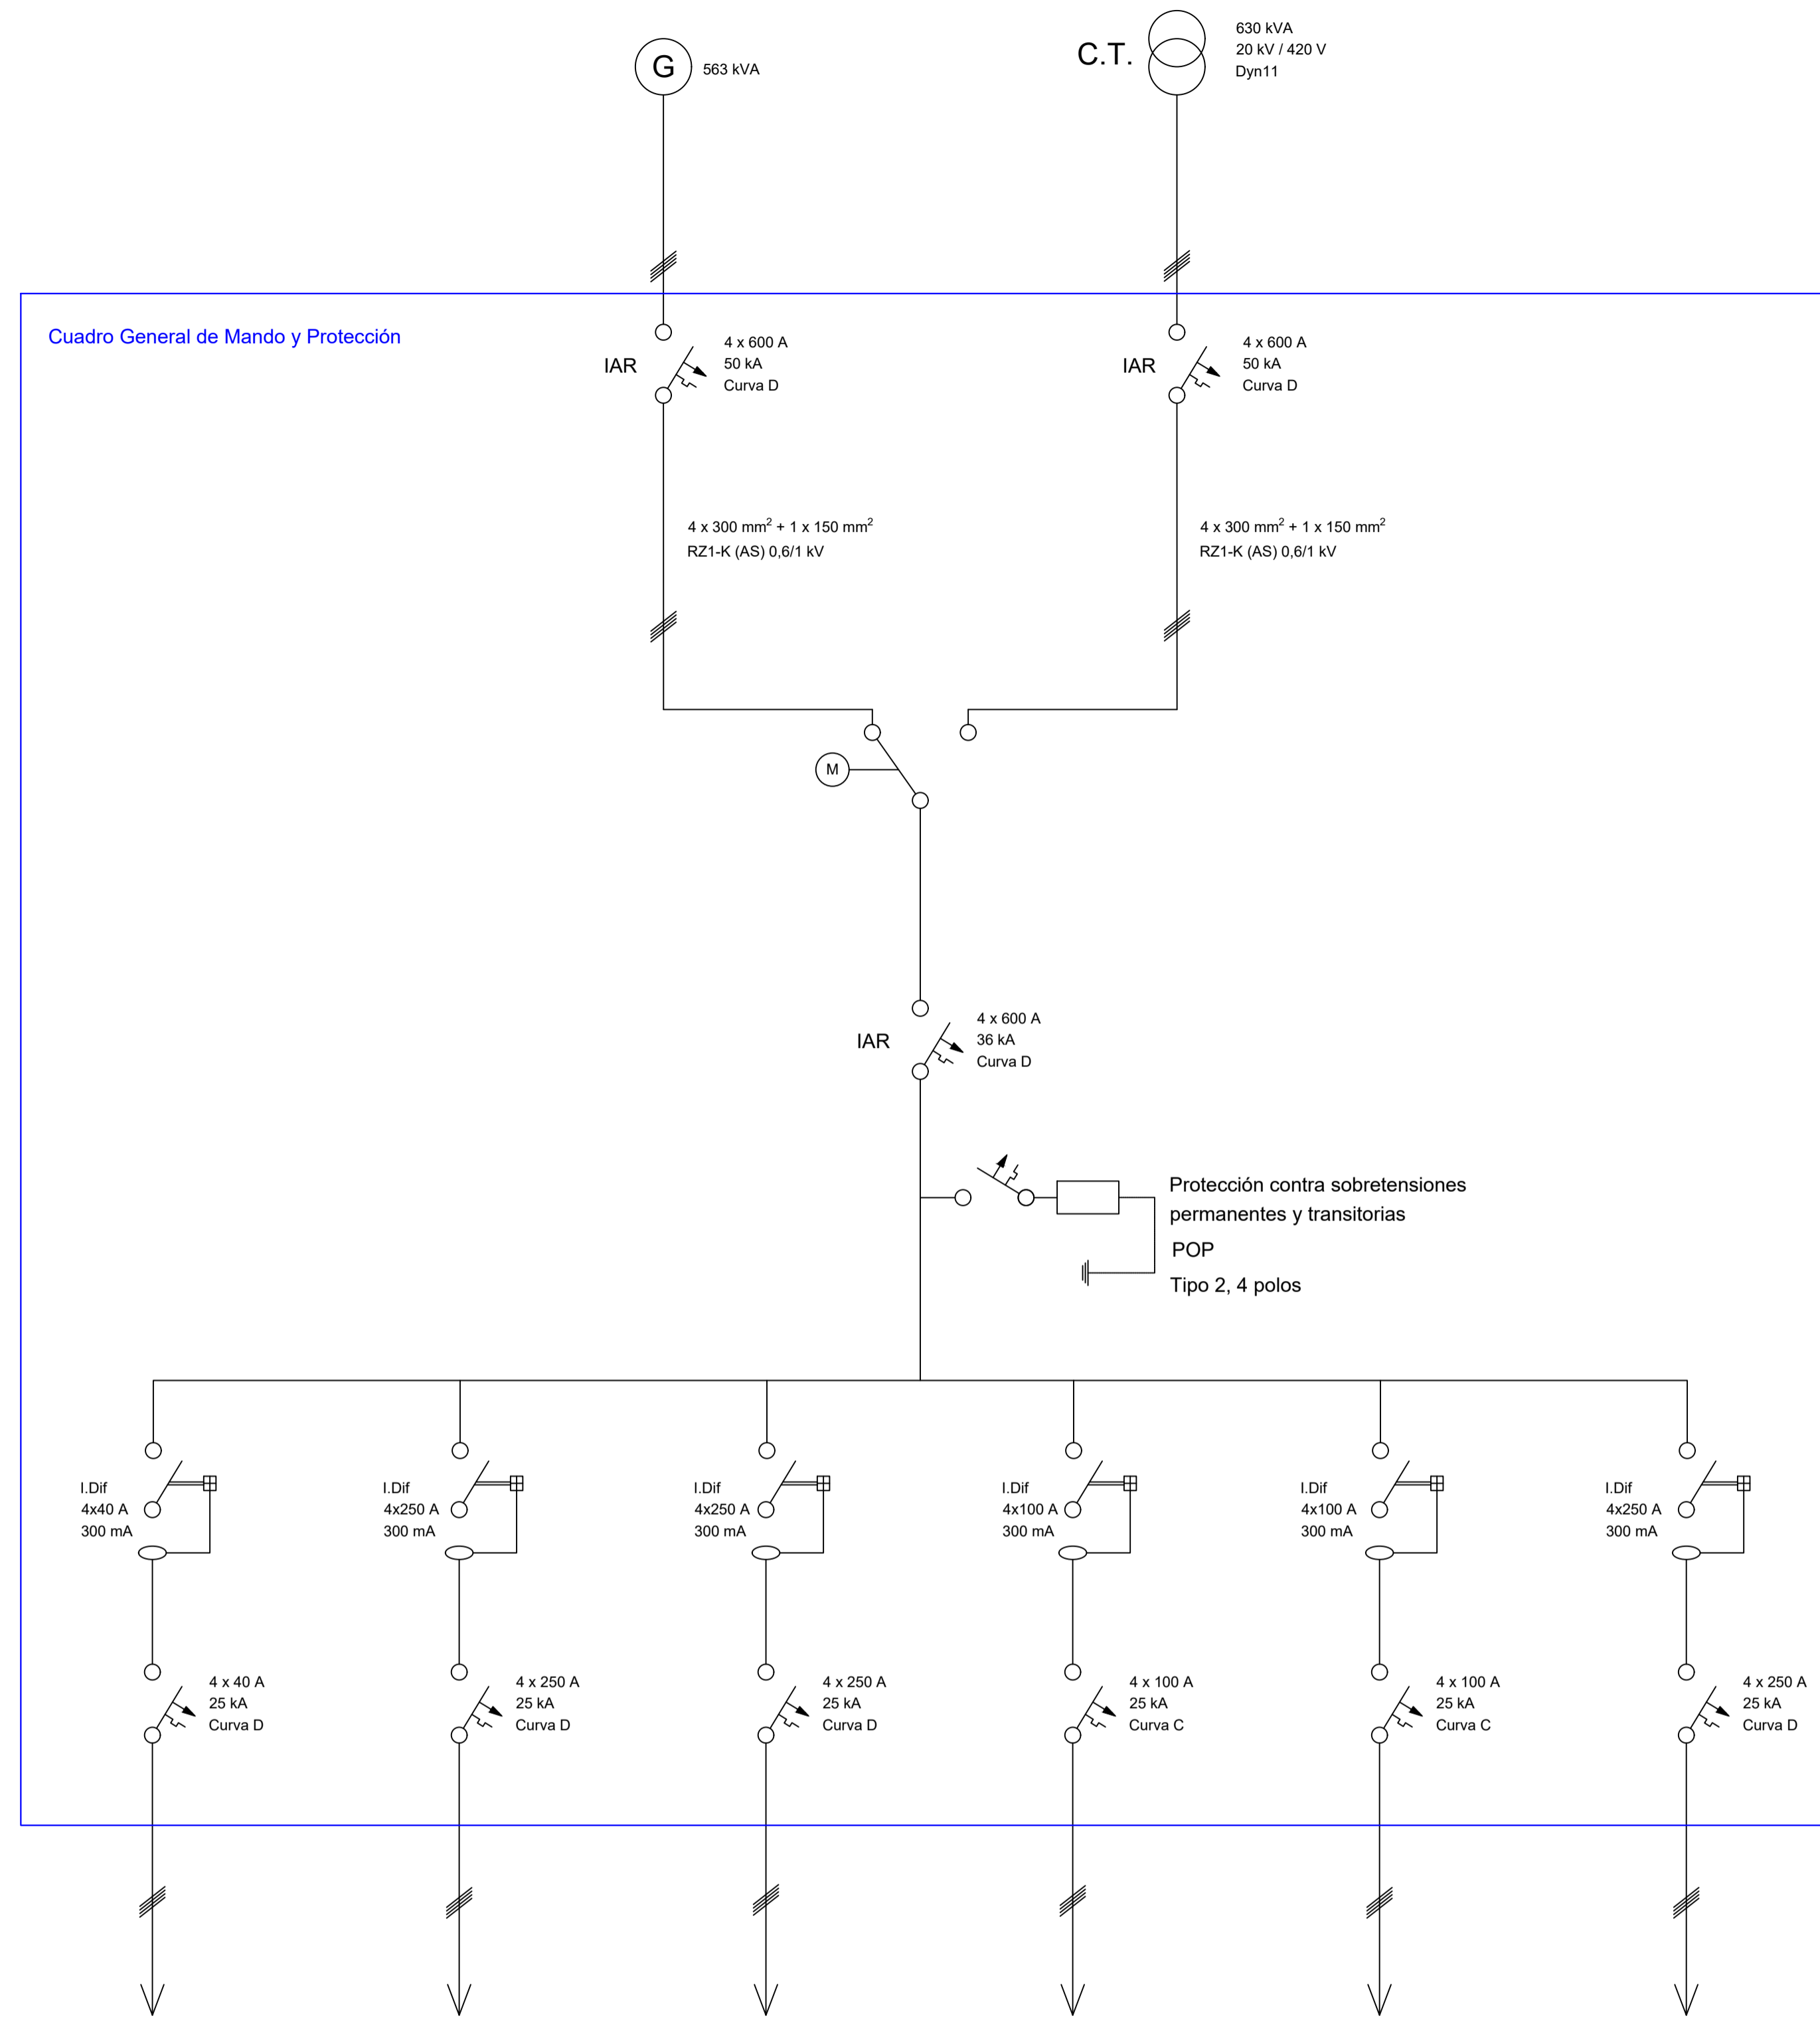 G
563 kVA
C.T.
630 kVA
20 kV / 420 V
Dyn11
Cuadro General de Mando y Protección
IAR
4 x 600 A
50 kA
Curva D
IAR
4 x 600 A
50 kA
Curva D
4 x 300 mm² + 1 x 150 mm²
RZ1-K (AS) 0,6/1 kV
4 x 300 mm² + 1 x 150 mm²
RZ1-K (AS) 0,6/1 kV
M
IAR
4 x 600 A
36 kA
Curva D
Protección contra sobretensiones
permanentes y transitorias
POP
Tipo 2, 4 polos
I.Dif
4x40 A
300 mA
I.Dif
4x250 A
300 mA
I.Dif
4x250 A
300 mA
I.Dif
4x100 A
300 mA
I.Dif
4x100 A
300 mA
I.Dif
4x250 A
300 mA
4 x 40 A
25 kA
Curva D
4 x 250 A
25 kA
Curva D
4 x 250 A
25 kA
Curva D
4 x 100 A
25 kA
Curva C
4 x 100 A
25 kA
Curva C
4 x 250 A
25 kA
Curva D